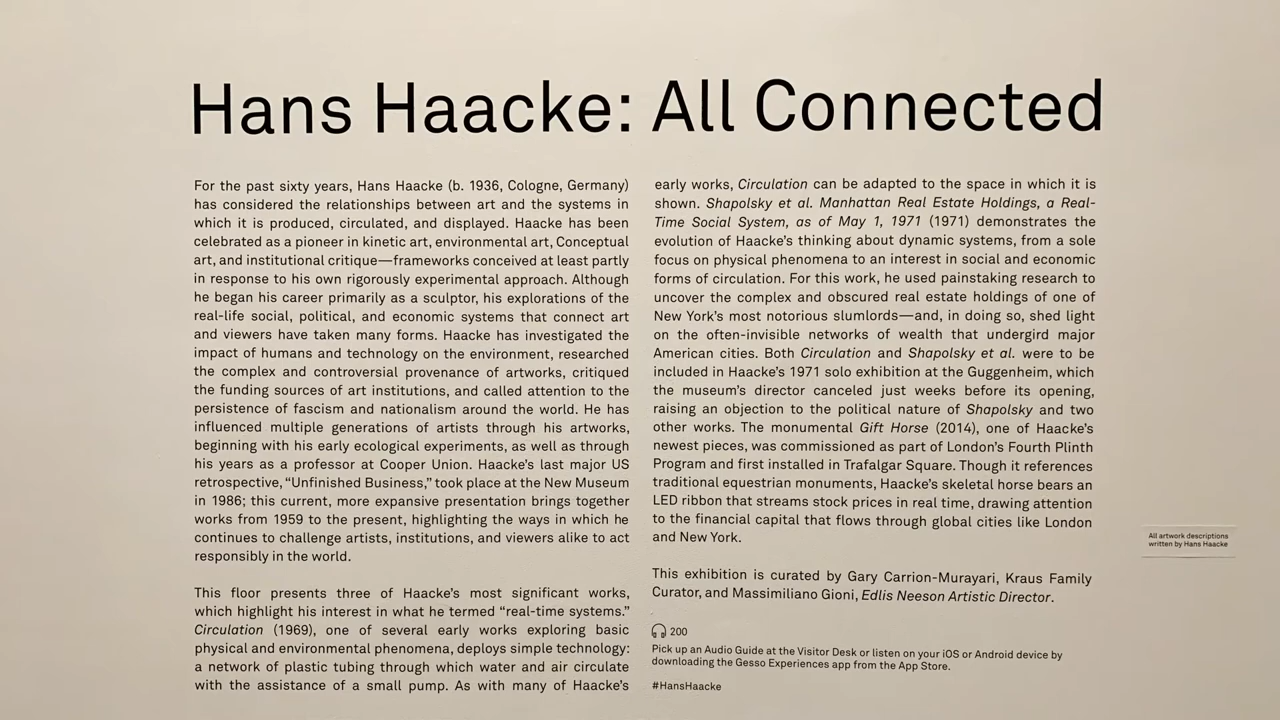 Hans Haacke: All Connected
For the past sixty years, Hans Haacke (b. 1936, Cologne, Germany)
has considered the relationships between art and the systems in
which it is produced, circulated, and displayed. Haacke has been
celebrated as a pioneer in kinetic art, environmental art, Conceptual
art, and institutional critique—frameworks conceived at least partly
in response to his own rigorously experimental approach. Although
he began his career primarily as a sculptor, his explorations of the
real-life social, political, and economic systems that connect art
and viewers have taken many forms. Haacke has investigated the
impact of humans and technology on the environment, researched
the complex and controversial provenance of artworks, critiqued
the funding sources of art institutions, and called attention to the
persistence of fascism and nationalism around the world. He has
influenced multiple generations of artists through his artworks,
beginning with his early ecological experiments, as well as through
his years as a professor at Cooper Union. Haacke's last major US
retrospective, “Unfinished Business,” took place at the New Museum
in 1986; this current, more expansive presentation brings together
works from 1959 to the present, highlighting the ways in which he
continues to challenge artists, institutions, and viewers alike to act
responsibly in the world.
This floor presents three of Haacke's most significant works,
which highlight his interest in what he termed “real-time systems.”
Circulation (1969), one of several early works exploring basic
physical and environmental phenomena, deploys simple technology:
a network of plastic tubing through which water and air circulate
with the assistance of a small pump. As with many of Haacke's
early works, Circulation can be adapted to the space in which it is
shown. Shapolsky et al. Manhattan Real Estate Holdings, a Real-
Time Social System, as of May 1, 1971 (1971) demonstrates the
evolution of Haacke's thinking about dynamic systems, from a sole
focus on physical phenomena to an interest in social and economic
forms of circulation. For this work, he used painstaking research to
uncover the complex and obscured real estate holdings of one of
New York's most notorious slumlords—and, in doing so, shed light
on the often-invisible networks of wealth that undergird major
American cities. Both Circulation and Shapolsky et al. were to be
included in Haacke's 1971 solo exhibition at the Guggenheim, which
the museum's director canceled just weeks before its opening,
raising an objection to the political nature of Shapolsky and two
other works. The monumental Gift Horse (2014), one of Haacke's
newest pieces, was commissioned as part of London's Fourth Plinth
Program and first installed in Trafalgar Square. Though it references
traditional equestrian monuments, Haacke's skeletal horse bears an
LED ribbon that streams stock prices in real time, drawing attention
to the financial capital that flows through global cities like London
and New York.
This exhibition is curated by Gary Carrion-Murayari, Kraus Family
Curator, and Massimiliano Gioni, Edlis Neeson Artistic Director.
200
Pick up an Audio Guide at the Visitor Desk or listen on your iOS or Android device by
downloading the Gesso Experiences app from the App Store.
#HansHaacke
All artwork descriptions
written by Hans Haacke